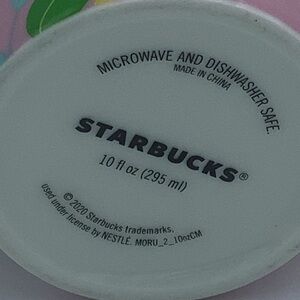 MICROWAVE AND DISHWASHER SAFE.
MADE IN CHINA
STARBUCKS®
10 fl oz (295 ml)
© 2020 Starbucks trademarks,
used under license by NESTLÉ. MORU_2_10ozCM